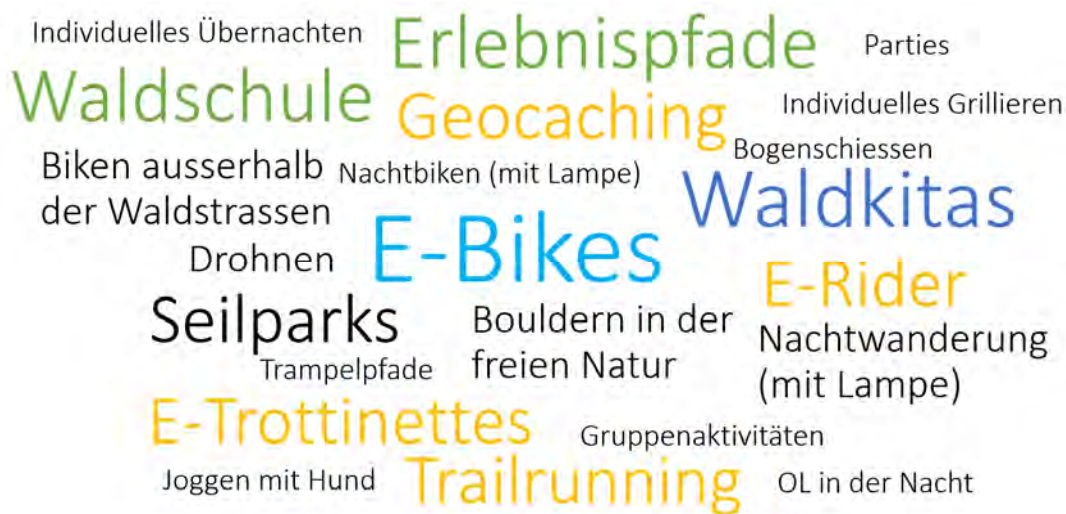 Individuelles Übernachten
Erlebnispfade
Parties
Waldschule
Geocaching
Individuelles Grillieren
Bogenschiessen
Biken ausserhalb
der Waldstrassen
Nachtbiken (mit Lampe)
Waldkitas
Drohnen
E-Bikes
E-Rider
Seilparks
Bouldern in der
freien Natur
Nachtwanderung
(mit Lampe)
Trampelpfade
E-Trottinettes
Gruppenaktivitäten
Joggen mit Hund
Trailrunning
OL in der Nacht